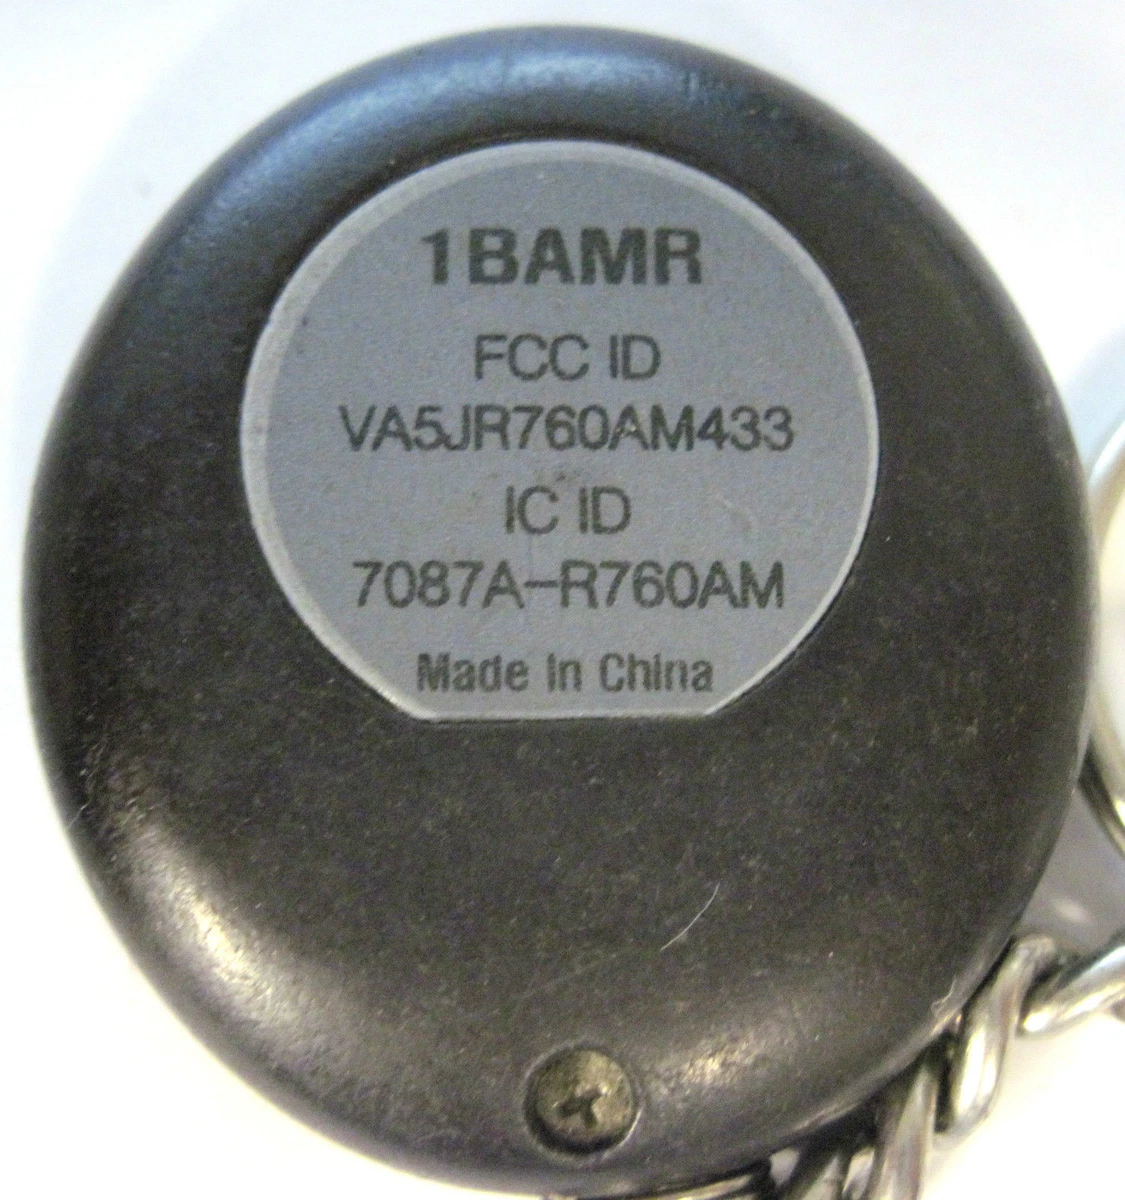 1BAMR
FCC ID
VA5JR760AM433
IC ID
7087A-R760AM
Made In China